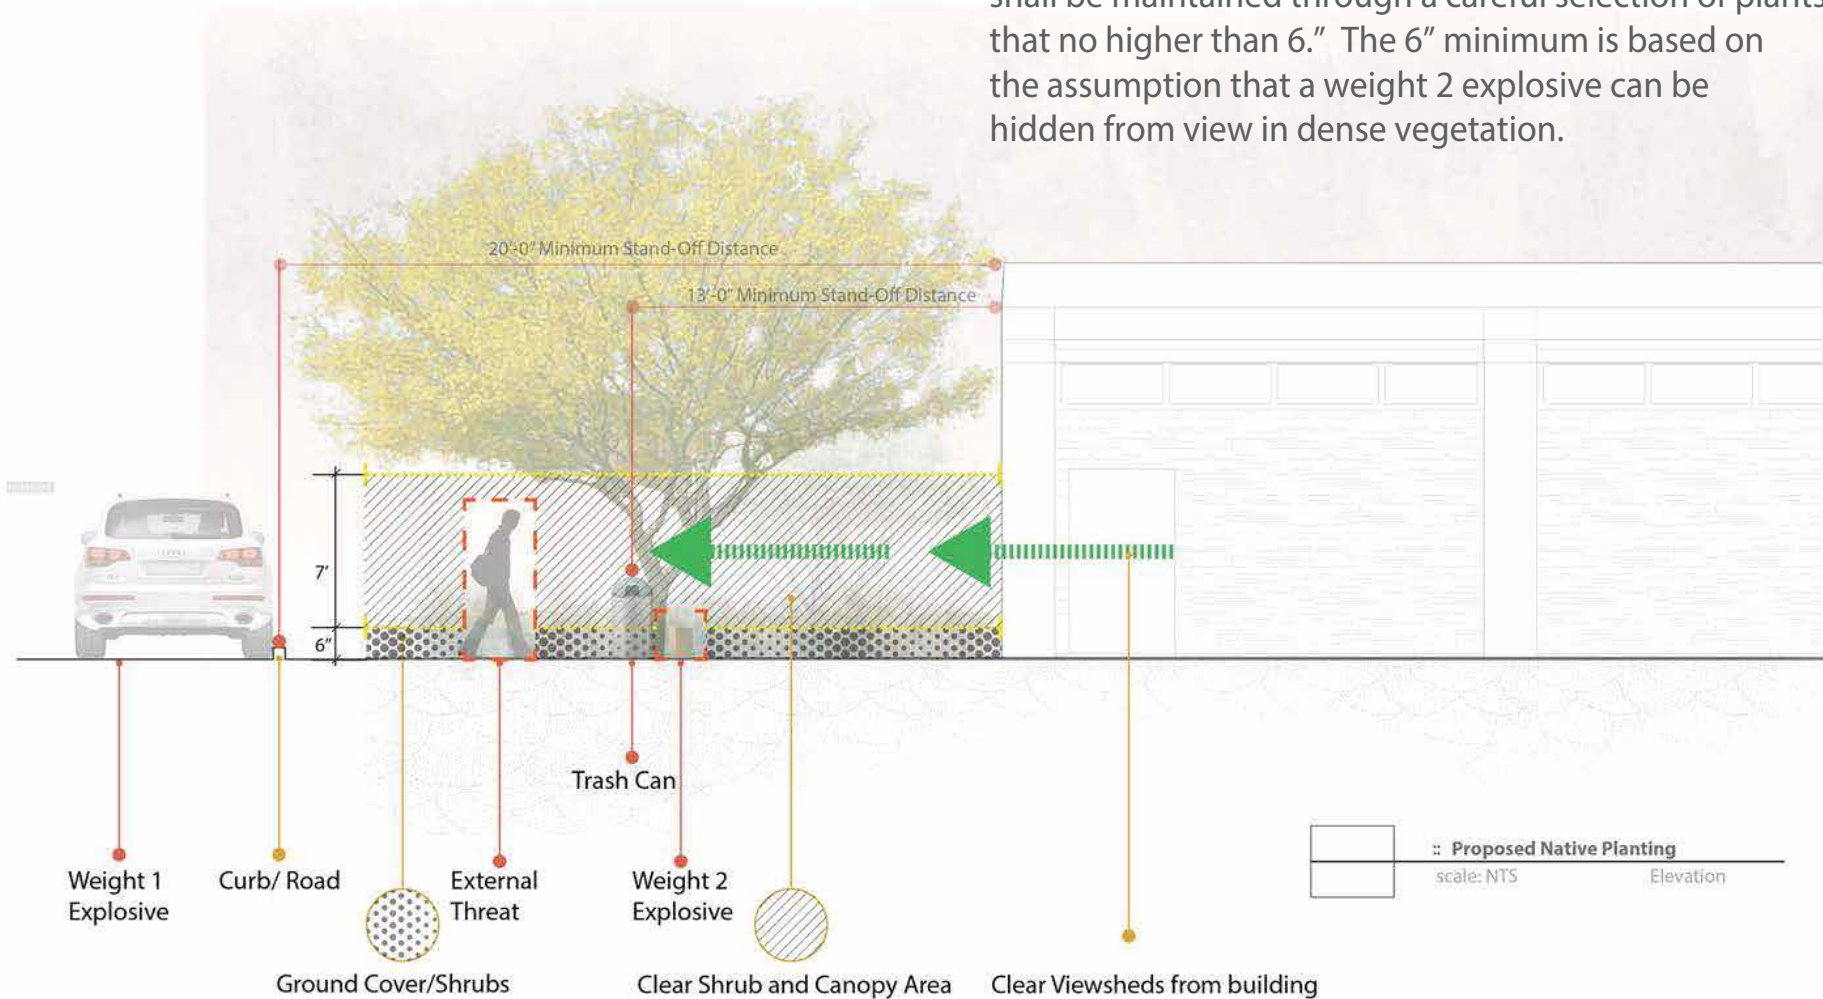 shall be maintained through a careful selection of plants
that no higher than 6.” The 6” minimum is based on
the assumption that a weight 2 explosive can be
hidden from view in dense vegetation.
20'-0" Minimum Stand-Off Distance
13'-0" Minimum Stand-Off Distance
7'
6"
Trash Can
Weight 1
Explosive
Curb/ Road
External
Threat
Weight 2
Explosive
Ground Cover/Shrubs
Clear Shrub and Canopy Area
Clear Viewsheds from building
:: Proposed Native Planting
scale: NTS
Elevation